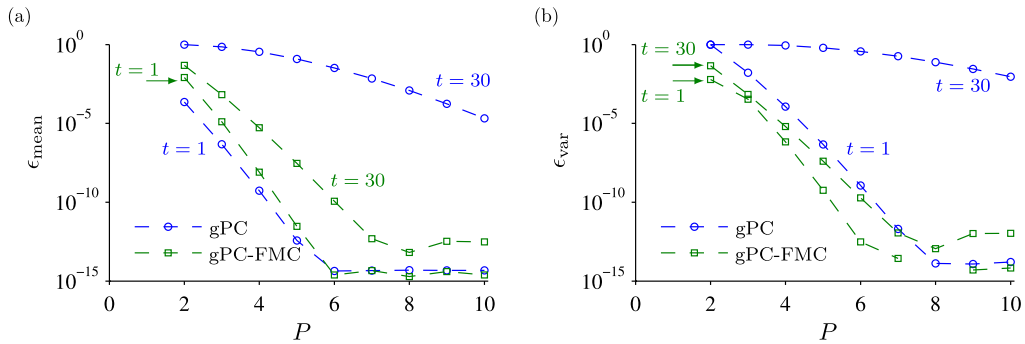 (a)
ϵmean
10^0
10^-5
10^-10
10^-15
t = 1
t = 30
t = 1
t = 30
gPC
gPC-FMC
0
2
4
6
8
10
P
(b)
ϵvar
10^0
10^-5
10^-10
10^-15
t = 30
t = 1
t = 30
t = 1
gPC
gPC-FMC
0
2
4
6
8
10
P